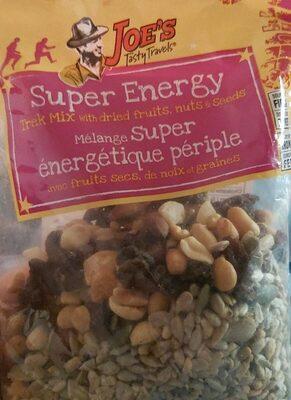 JOE'S
Tasty Travels
Super Energy
Trek Mix with dried fruits, nuts & seeds
Mélange super
énergétique périple
avec fruits secs, de noix et graines